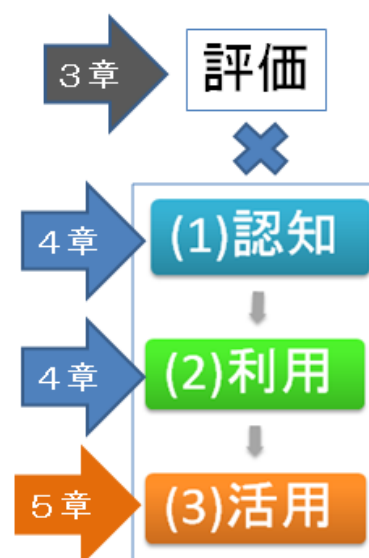 ３章
評価
４章
(1)認知
４章
(2)利用
５章
(3)活用